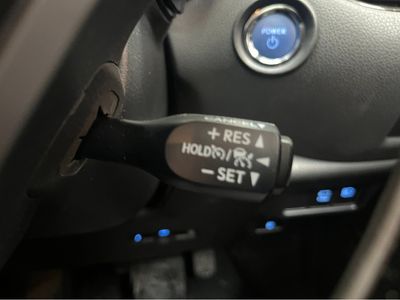 POWER
CANCEL▼
+ RES ▲
HOLD / ◄
− SET ▼